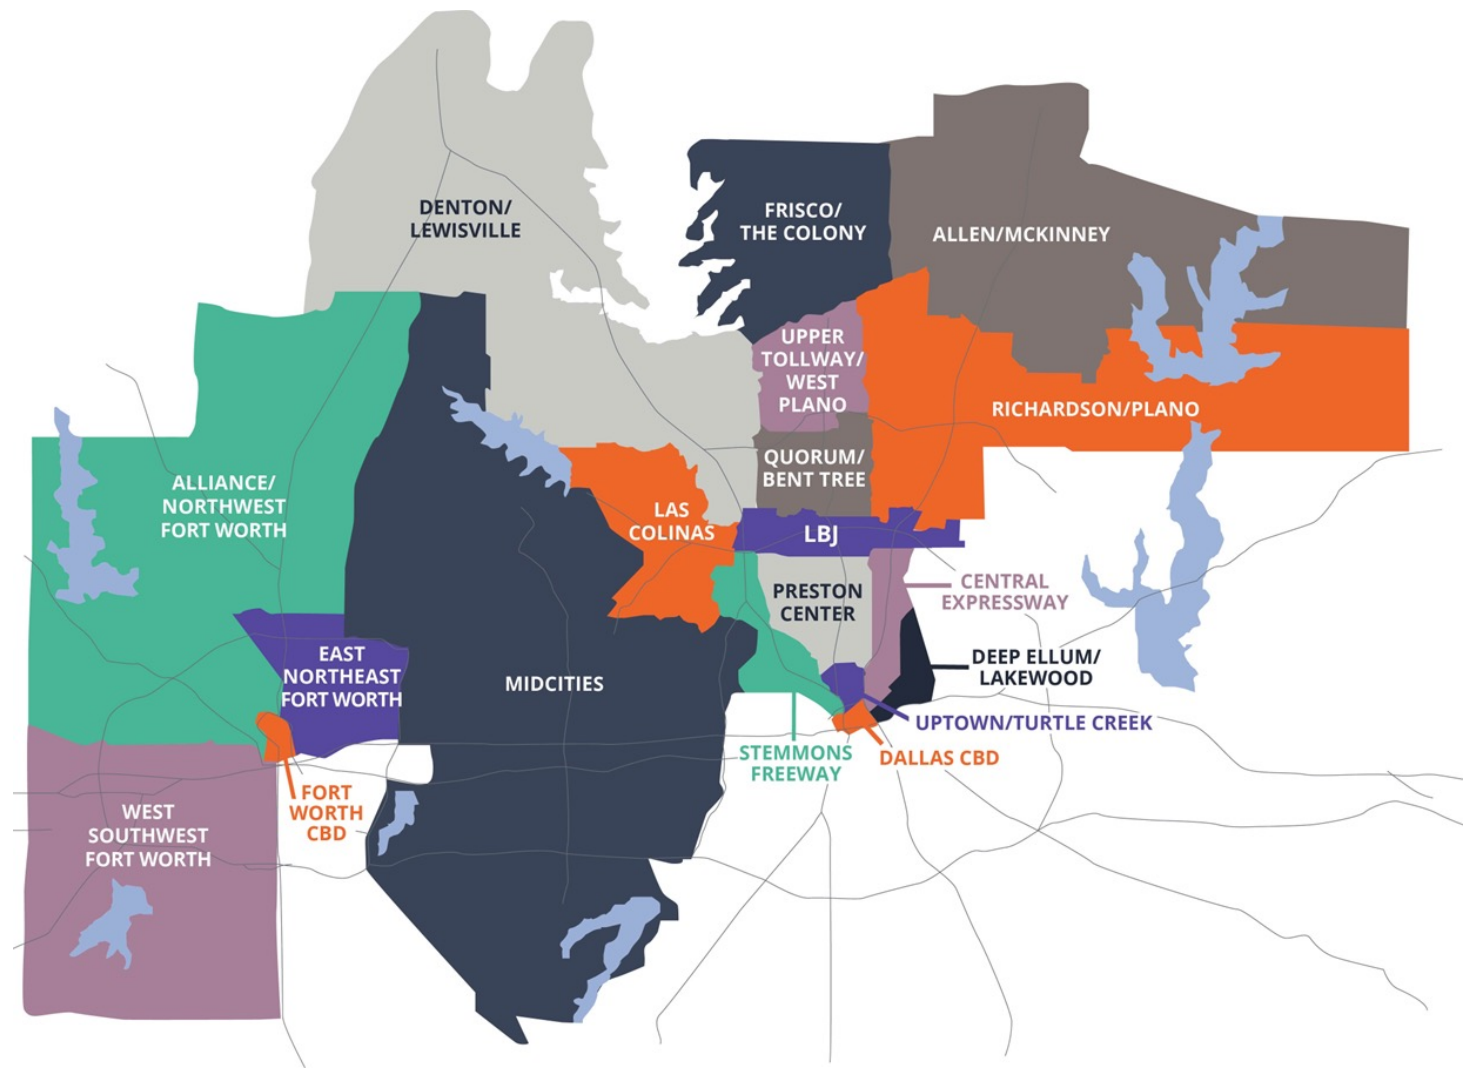 DENTON/
LEWISVILLE
FRISCO/
THE COLONY
ALLEN/MCKINNEY
UPPER
TOLLWAY/
WEST
PLANO
RICHARDSON/PLANO
QUORUM/
BENT TREE
ALLIANCE/
NORTHWEST
FORT WORTH
LAS
COLINAS
LBJ
PRESTON
CENTER
CENTRAL
EXPRESSWAY
EAST
NORTHEAST
FORT WORTH
MIDCITIES
DEEP ELLUM/
LAKEWOOD
UPTOWN/TURTLE CREEK
STEMMONS
FREEWAY
DALLAS CBD
FORT
WORTH
CBD
WEST
SOUTHWEST
FORT WORTH